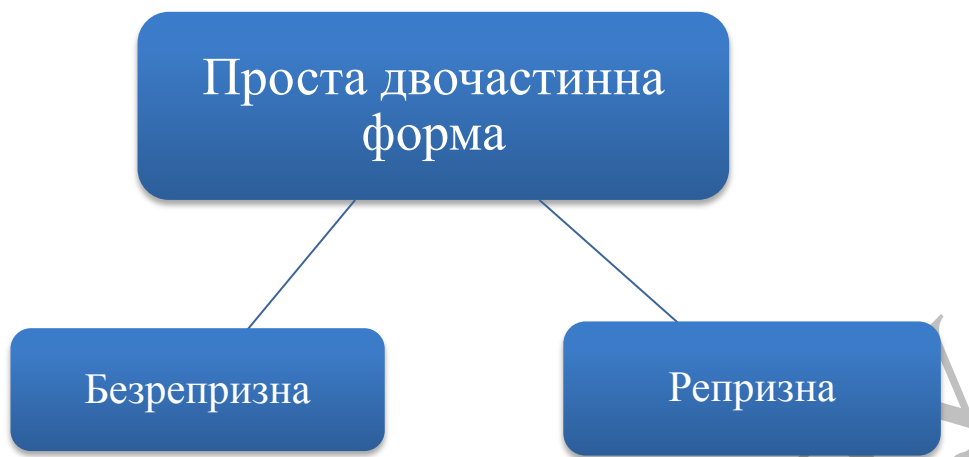 Проста двочастинна
форма
Безрепризна
Репризна